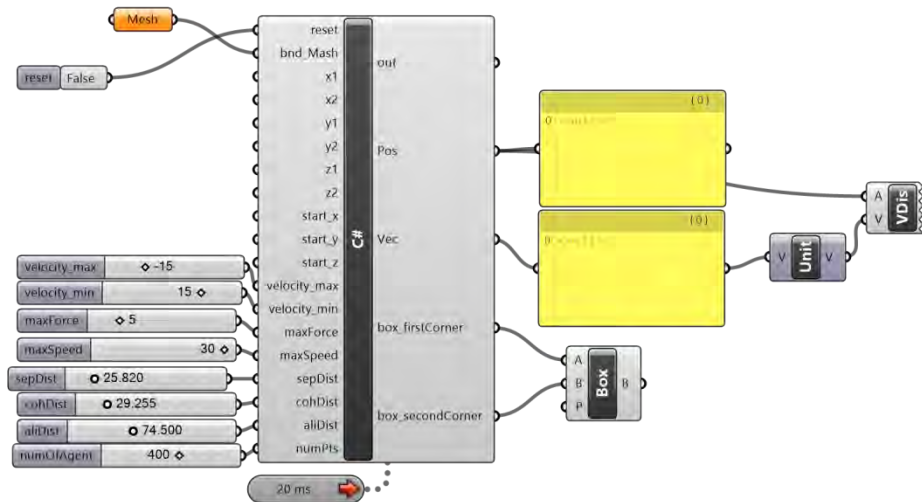 Mesh
reset False
reset
bnd_Mash
x1
x2
y1
y2
z1
z2
start_x
start_y
start_z
velocity_max
velocity_min
maxForce
maxSpeed
sepDist
cohDist
aliDist
numPts
C#
out
Pos
Vec
box_firstCorner
box_secondCorner
velocity_max -15
velocity_min 15
maxForce 5
maxSpeed 30
sepDist 25.820
cohDist 29.255
aliDist 74.500
numOfAgent 400
20 ms
{0}
{0}
A
B
P
Box
B
V
Unit
V
A
V
VDis